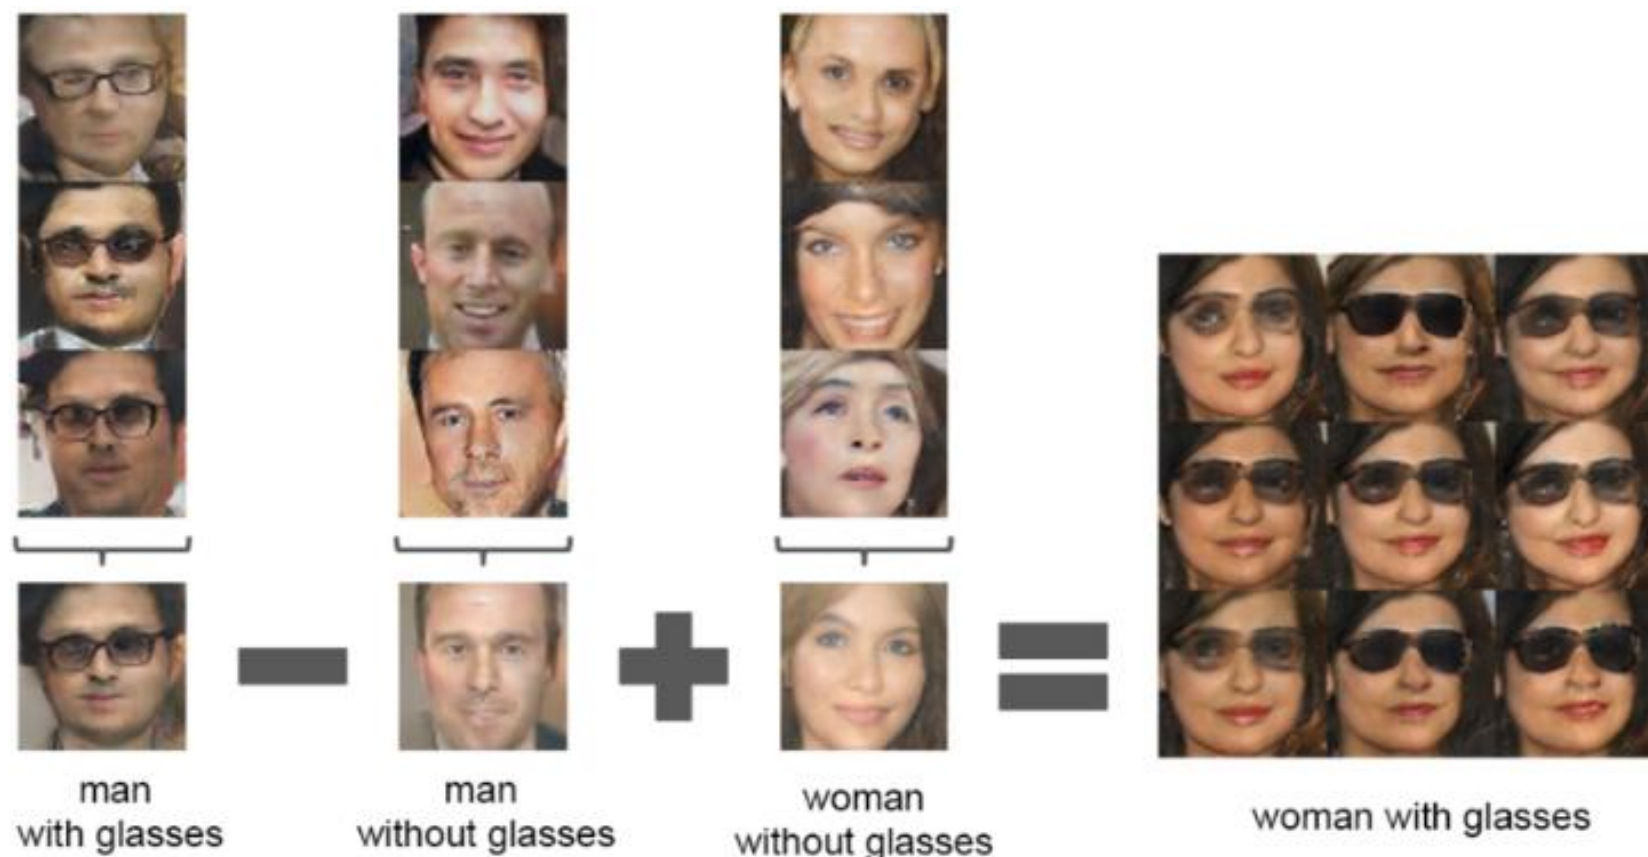 man
with glasses
man
without glasses
woman
without glasses
woman with glasses